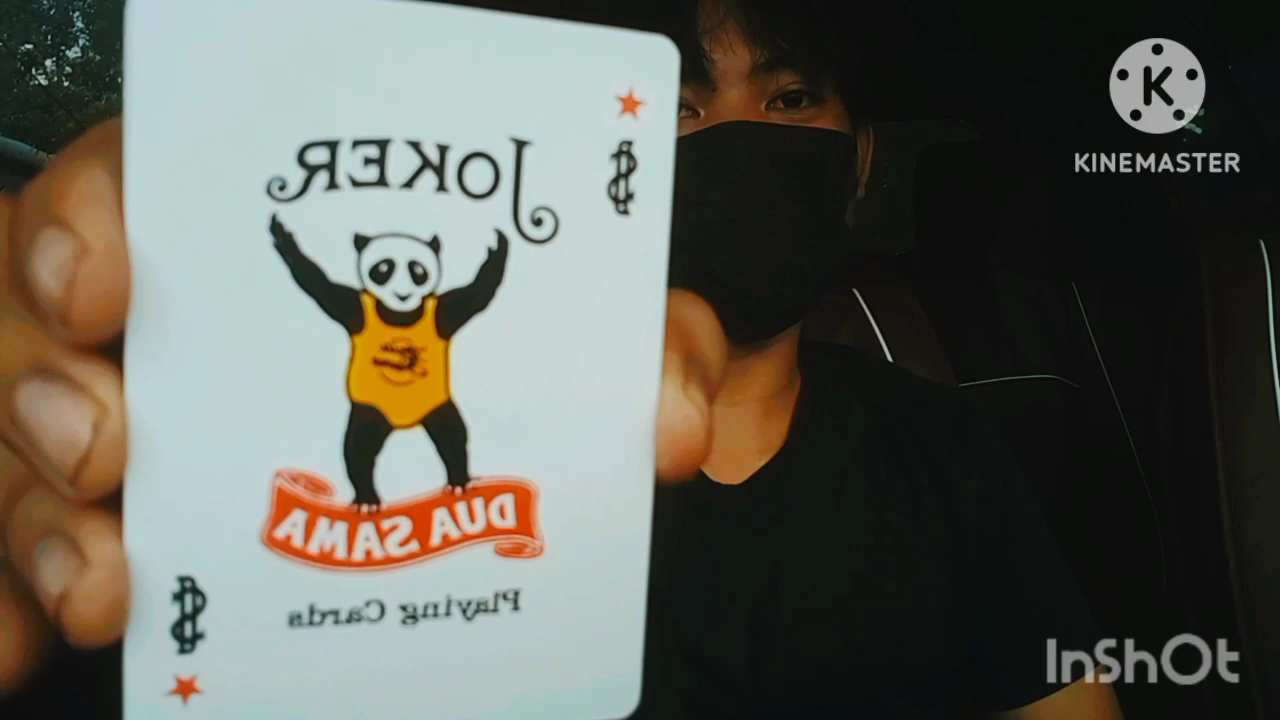 JOKER
$
K
KINEMASTER
DUA SAMA
Playing Cards
$
InShOt